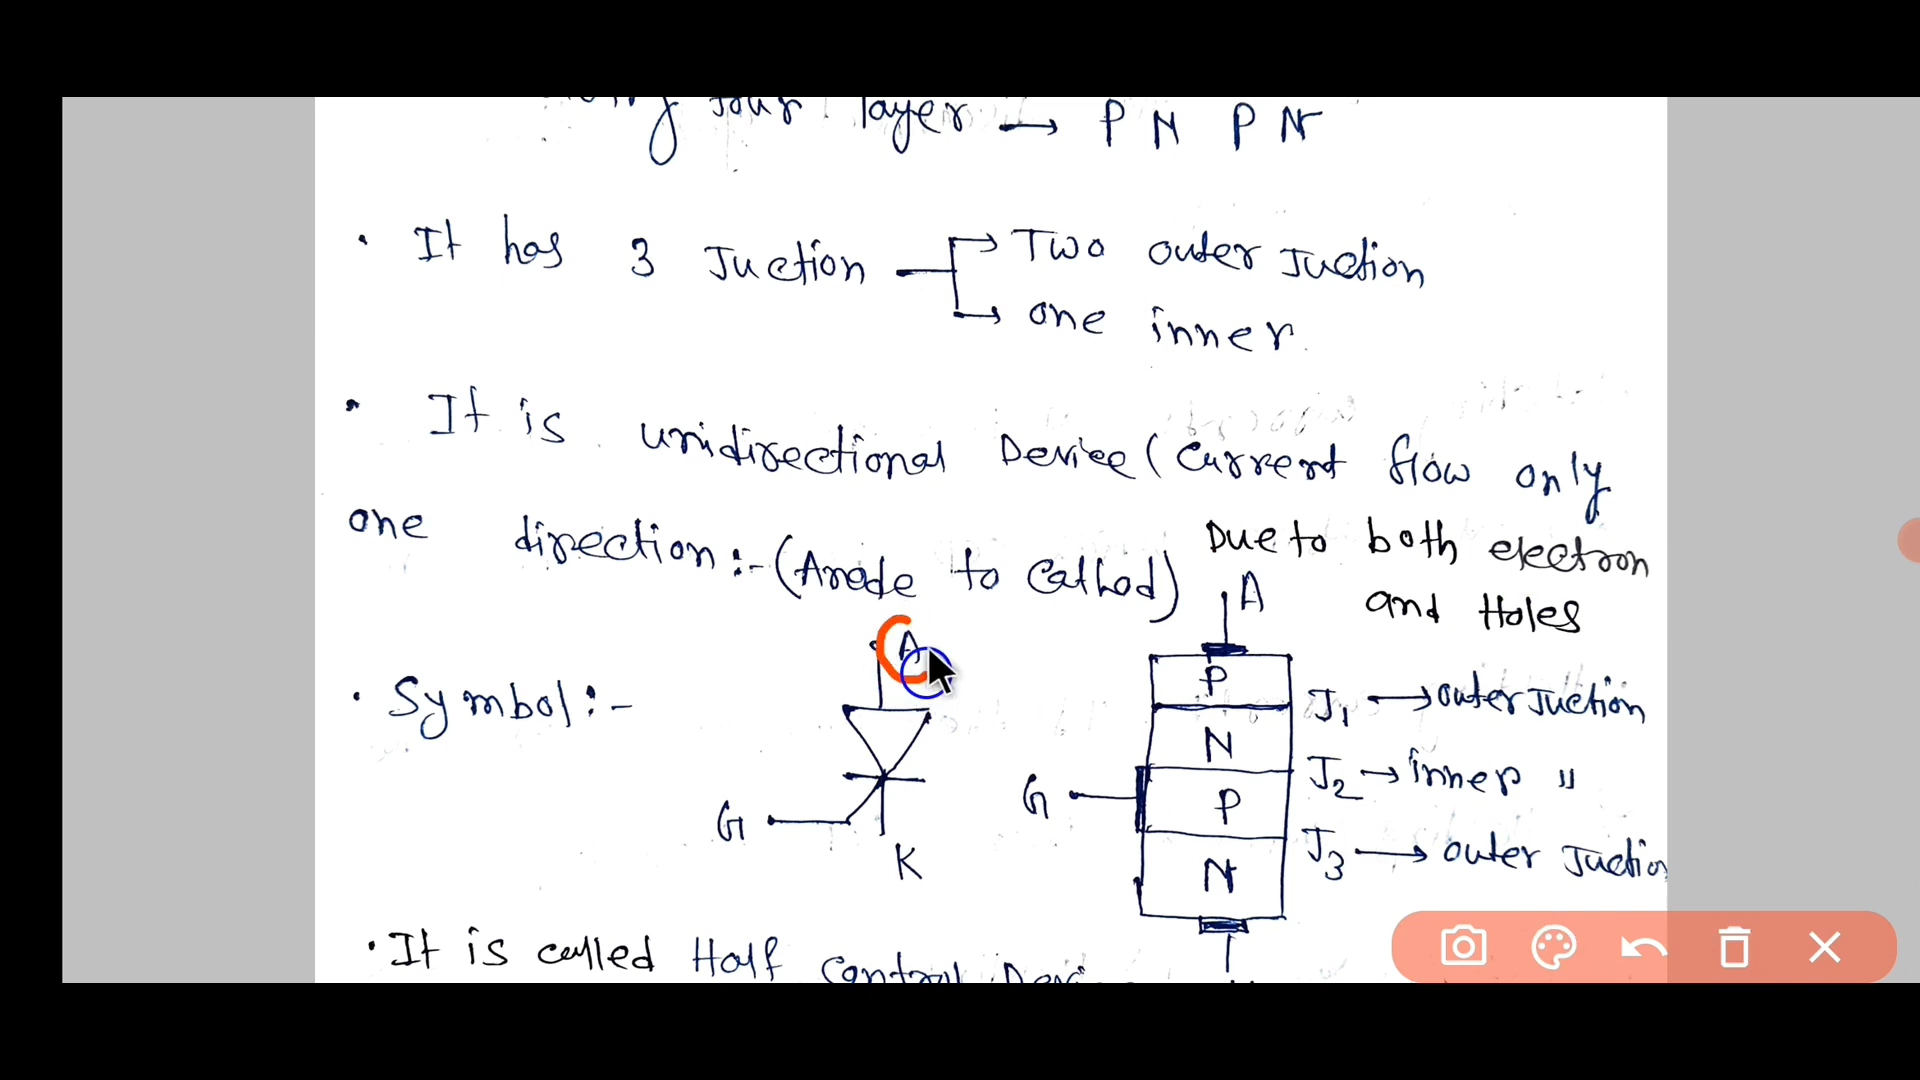 four layer → P N P N
• It has 3 Juction → Two outer Juction
→ one inner.
• It is unidirectional Device (Current flow only
one direction:- (Anode to Cathod) Due to both electron
and Holes
• Symbol:-
A
G
K
A
P
N
G
P
N
J1 → outer Juction
J2 → inner "
J3 → outer Juction
• It is called Half Control